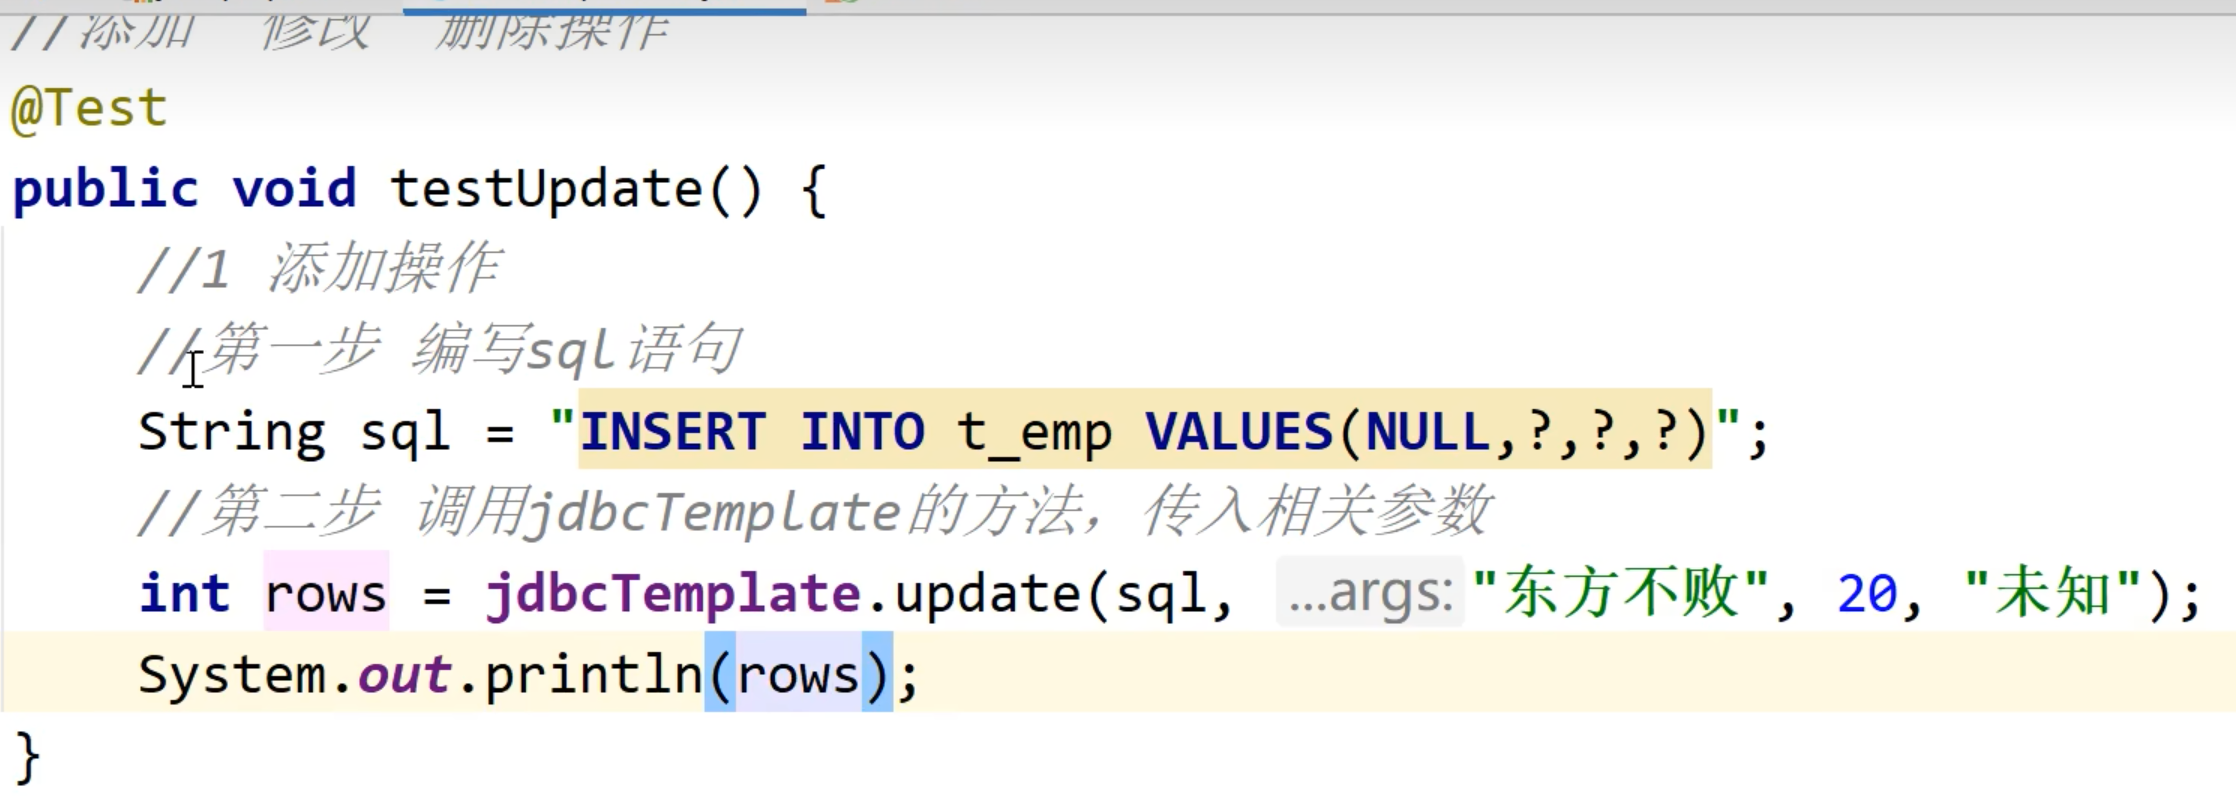 //添加 修改 删除操作
@Test
public void testUpdate() {
//1 添加操作
//第一步 编写sql语句
String sql = "INSERT INTO t_emp VALUES(NULL,?,?,?)";
//第二步 调用jdbcTemplate的方法，传入相关参数
int rows = jdbcTemplate.update(sql, ...args: "东方不败", 20, "未知");
System.out.println(rows);
}